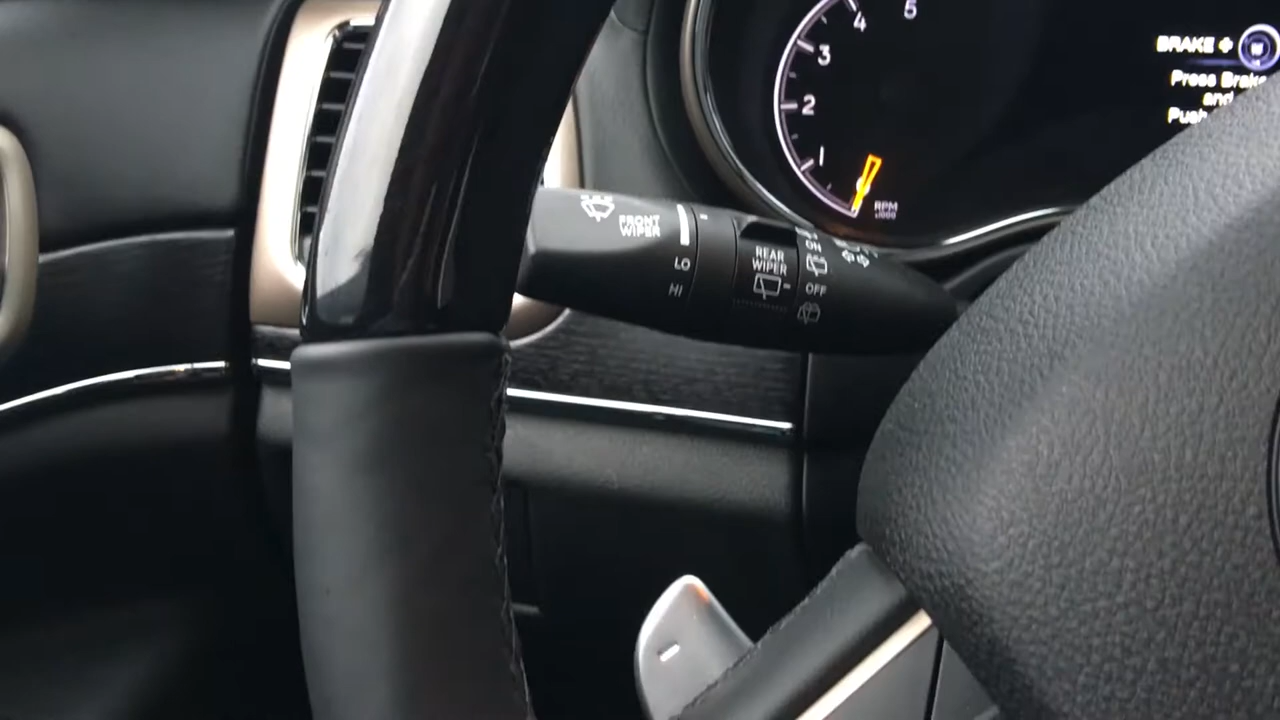 5
4
3
2
1
RPM
x1000
BRAKE +
Press Brake
and
Push
FRONT
WIPER
LO
HI
REAR
WIPER
ON
OFF